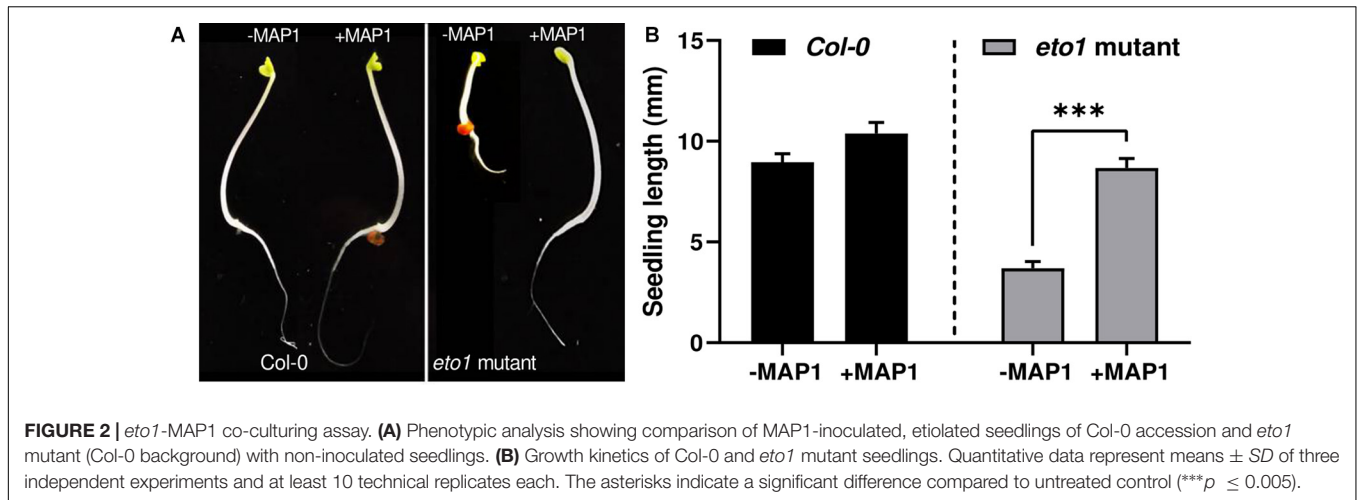 A
-MAP1 +MAP1
-MAP1 +MAP1
Col-0
eto1 mutant
B
Col-0
eto1 mutant
Seedling length (mm)
15
10
5
0
***
-MAP1 +MAP1
-MAP1 +MAP1
FIGURE 2 | eto1-MAP1 co-culturing assay. (A) Phenotypic analysis showing comparison of MAP1-inoculated, etiolated seedlings of Col-0 accession and eto1
mutant (Col-0 background) with non-inoculated seedlings. (B) Growth kinetics of Col-0 and eto1 mutant seedlings. Quantitative data represent means ± SD of three
independent experiments and at least 10 technical replicates each. The asterisks indicate a significant difference compared to untreated control (***p ≤ 0.005).